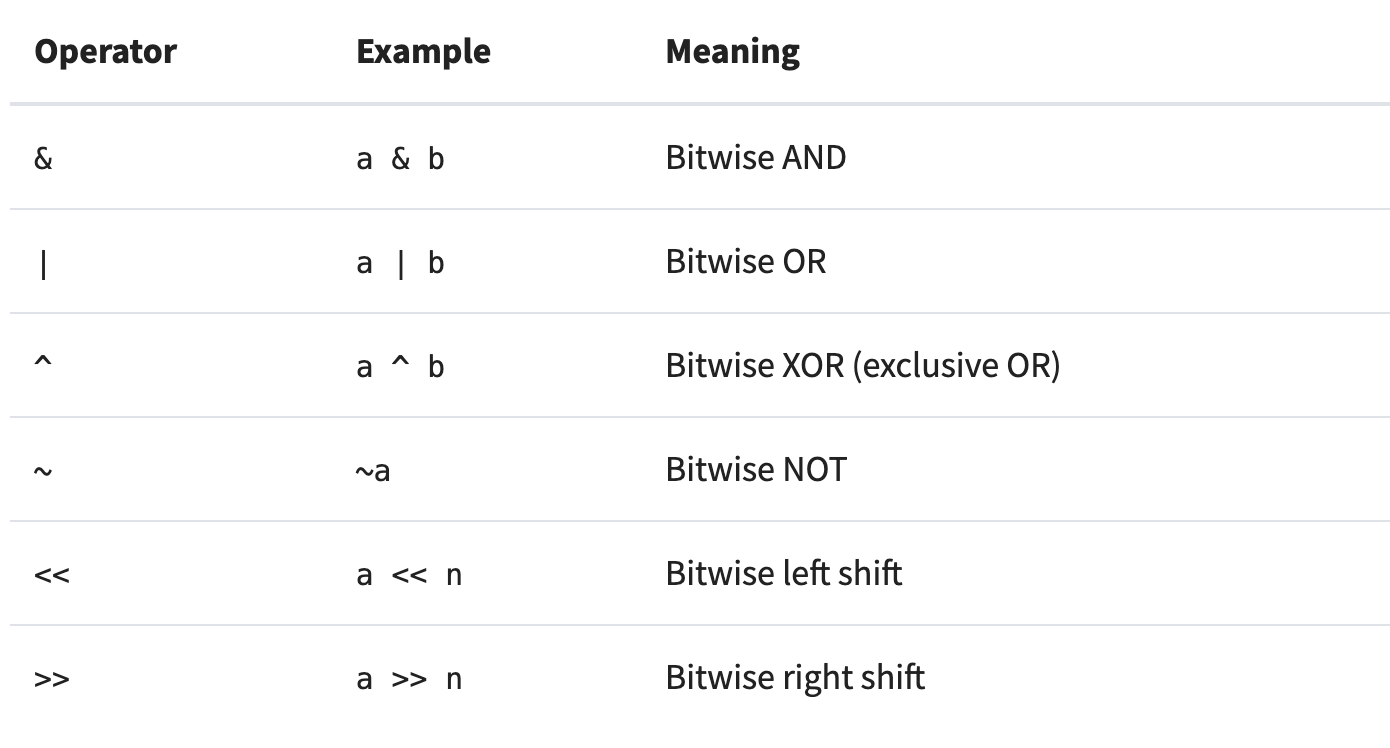 Operator Example Meaning
& a & b Bitwise AND
| a | b Bitwise OR
^ a ^ b Bitwise XOR (exclusive OR)
~ ~a Bitwise NOT
<< a << n Bitwise left shift
>> a >> n Bitwise right shift